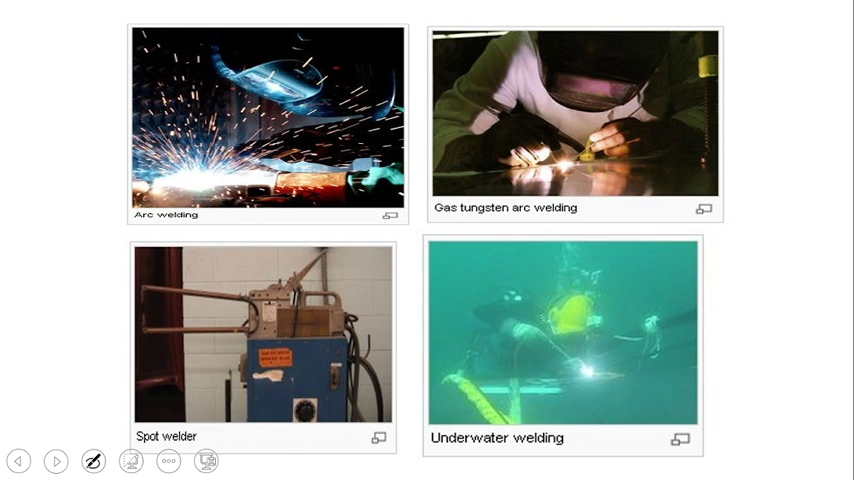 Arc welding
Gas tungsten arc welding
Spot welder
Underwater welding